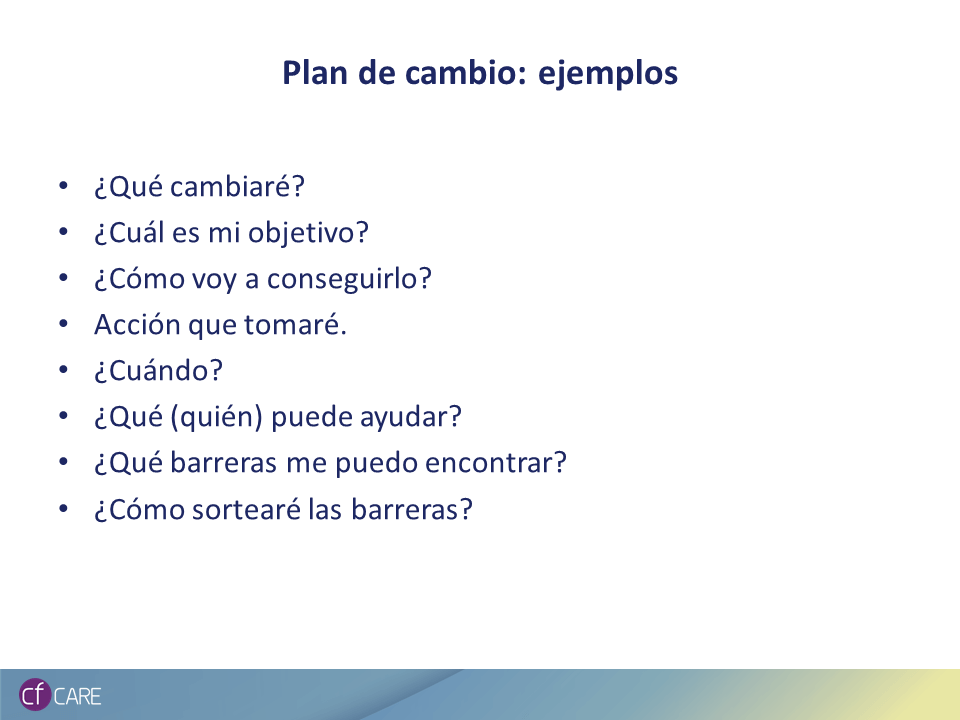 Plan de cambio: ejemplos
• ¿Qué cambiaré?
• ¿Cuál es mi objetivo?
• ¿Cómo voy a conseguirlo?
• Acción que tomaré.
• ¿Cuándo?
• ¿Qué (quién) puede ayudar?
• ¿Qué barreras me puedo encontrar?
• ¿Cómo sortearé las barreras?
cf CARE